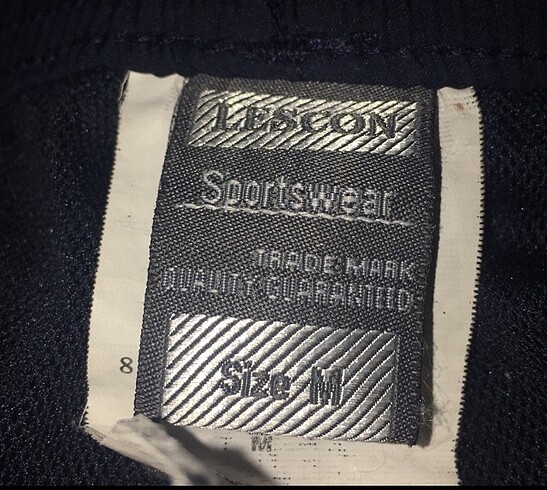 LESCON
Sportswear
TRADE MARK
QUALITY GUARANTEED
Size M
8
M